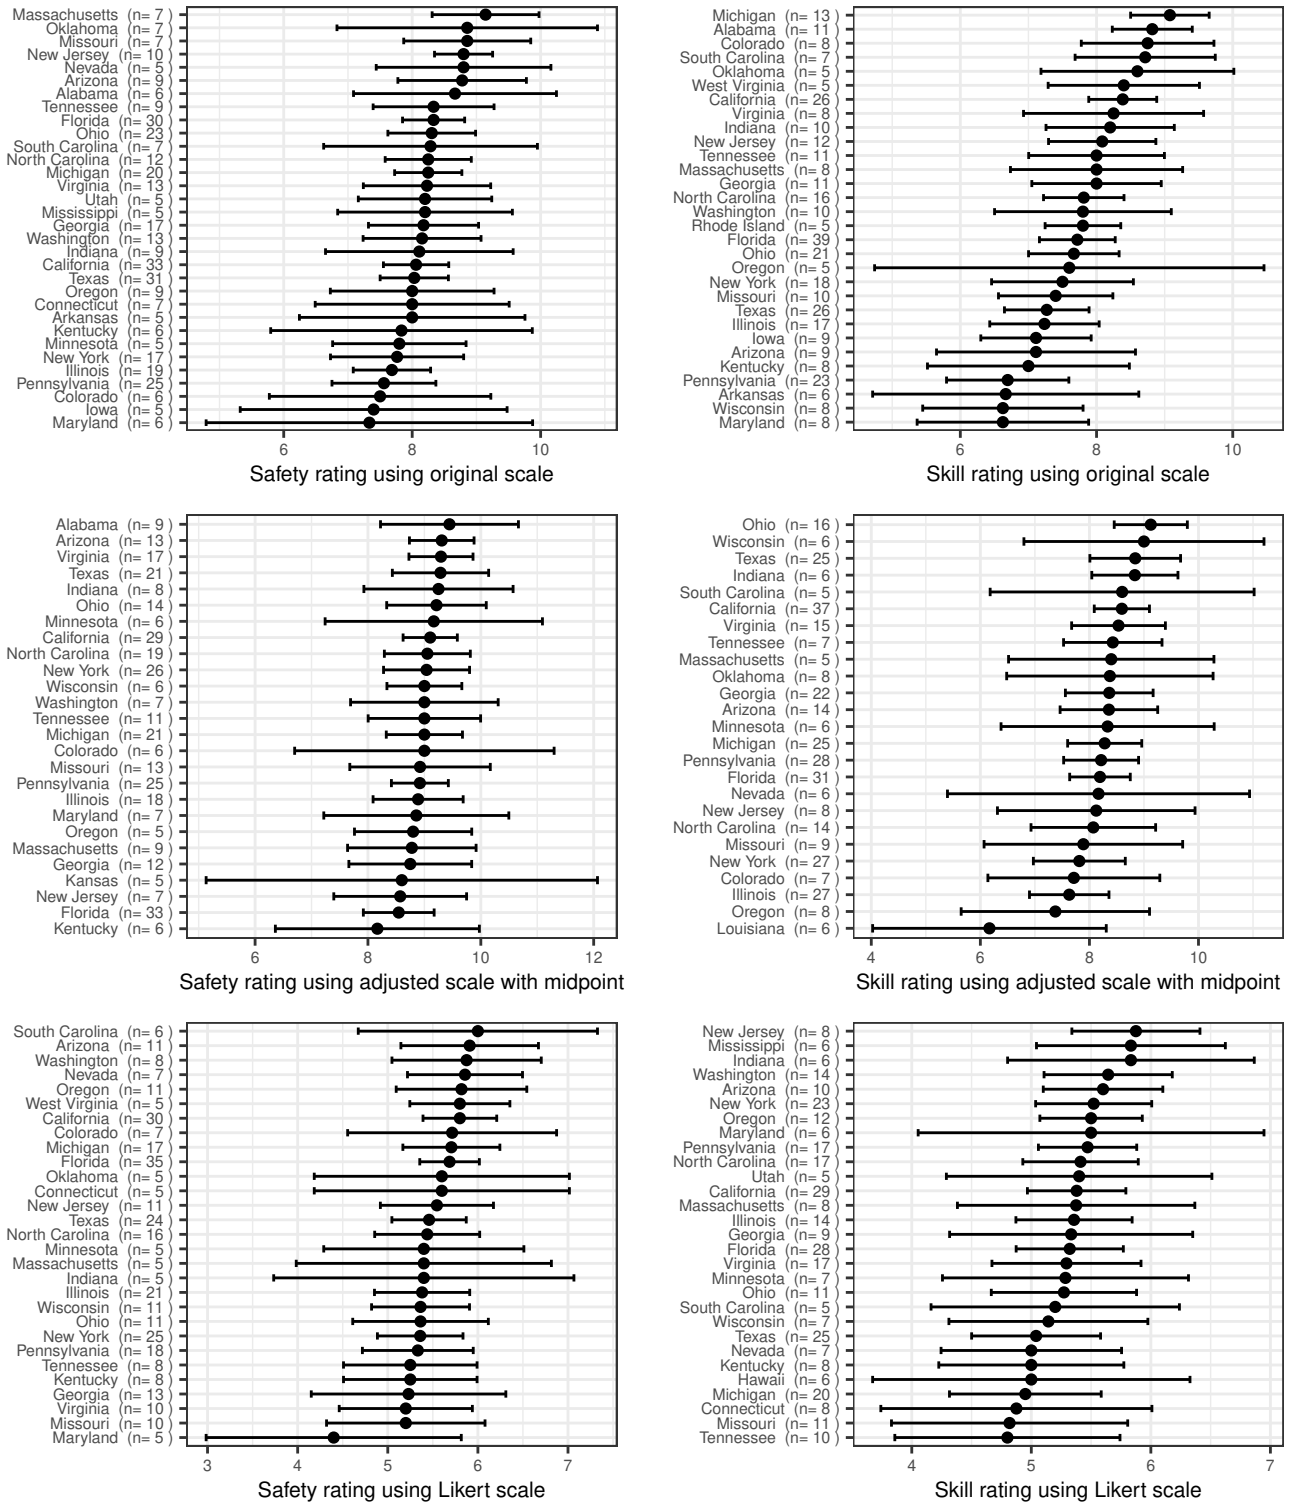 Massachusetts (n= 7 )
Oklahoma (n= 7 )
Missouri (n= 7 )
New Jersey (n= 10 )
Nevada (n= 5 )
Arizona (n= 9 )
Alabama (n= 6 )
Tennessee (n= 9 )
Florida (n= 30 )
Ohio (n= 23 )
South Carolina (n= 7 )
North Carolina (n= 12 )
Michigan (n= 20 )
Virginia (n= 13 )
Utah (n= 5 )
Mississippi (n= 5 )
Georgia (n= 17 )
Washington (n= 13 )
Indiana (n= 9 )
California (n= 33 )
Texas (n= 31 )
Oregon (n= 9 )
Connecticut (n= 7 )
Arkansas (n= 5 )
Kentucky (n= 6 )
Minnesota (n= 5 )
New York (n= 17 )
Illinois (n= 19 )
Pennsylvania (n= 25 )
Colorado (n= 6 )
Iowa (n= 5 )
Maryland (n= 6 )
6 8 10
Safety rating using original scale
Michigan (n= 13 )
Alabama (n= 11 )
Colorado (n= 8 )
South Carolina (n= 7 )
Oklahoma (n= 5 )
West Virginia (n= 5 )
California (n= 26 )
Virginia (n= 8 )
Indiana (n= 10 )
New Jersey (n= 12 )
Tennessee (n= 11 )
Massachusetts (n= 8 )
Georgia (n= 11 )
North Carolina (n= 16 )
Washington (n= 10 )
Rhode Island (n= 5 )
Florida (n= 39 )
Ohio (n= 21 )
Oregon (n= 5 )
New York (n= 18 )
Missouri (n= 10 )
Texas (n= 26 )
Illinois (n= 17 )
Iowa (n= 9 )
Arizona (n= 9 )
Kentucky (n= 8 )
Pennsylvania (n= 23 )
Arkansas (n= 6 )
Wisconsin (n= 8 )
Maryland (n= 8 )
6 8 10
Skill rating using original scale
Alabama (n= 9 )
Arizona (n= 13 )
Virginia (n= 17 )
Texas (n= 21 )
Indiana (n= 8 )
Ohio (n= 14 )
Minnesota (n= 6 )
California (n= 29 )
North Carolina (n= 19 )
New York (n= 26 )
Wisconsin (n= 6 )
Washington (n= 7 )
Tennessee (n= 11 )
Michigan (n= 21 )
Colorado (n= 6 )
Missouri (n= 13 )
Pennsylvania (n= 25 )
Illinois (n= 18 )
Maryland (n= 7 )
Oregon (n= 5 )
Massachusetts (n= 9 )
Georgia (n= 12 )
Kansas (n= 5 )
New Jersey (n= 7 )
Florida (n= 33 )
Kentucky (n= 6 )
6 8 10 12
Safety rating using adjusted scale with midpoint
Ohio (n= 16 )
Wisconsin (n= 6 )
Texas (n= 25 )
Indiana (n= 6 )
South Carolina (n= 5 )
California (n= 37 )
Virginia (n= 15 )
Tennessee (n= 7 )
Massachusetts (n= 5 )
Oklahoma (n= 8 )
Georgia (n= 22 )
Arizona (n= 14 )
Minnesota (n= 6 )
Michigan (n= 25 )
Pennsylvania (n= 28 )
Florida (n= 31 )
Nevada (n= 6 )
New Jersey (n= 8 )
North Carolina (n= 14 )
Missouri (n= 9 )
New York (n= 27 )
Colorado (n= 7 )
Illinois (n= 27 )
Oregon (n= 8 )
Louisiana (n= 6 )
4 6 8 10
Skill rating using adjusted scale with midpoint
South Carolina (n= 6 )
Arizona (n= 11 )
Washington (n= 8 )
Nevada (n= 7 )
Oregon (n= 11 )
West Virginia (n= 5 )
California (n= 30 )
Colorado (n= 7 )
Michigan (n= 17 )
Florida (n= 35 )
Oklahoma (n= 5 )
Connecticut (n= 5 )
New Jersey (n= 11 )
Texas (n= 24 )
North Carolina (n= 16 )
Minnesota (n= 5 )
Massachusetts (n= 5 )
Indiana (n= 5 )
Illinois (n= 21 )
Wisconsin (n= 11 )
Ohio (n= 11 )
New York (n= 25 )
Pennsylvania (n= 18 )
Tennessee (n= 8 )
Kentucky (n= 8 )
Georgia (n= 13 )
Virginia (n= 10 )
Missouri (n= 10 )
Maryland (n= 5 )
3 4 5 6 7
Safety rating using Likert scale
New Jersey (n= 8 )
Mississippi (n= 6 )
Indiana (n= 6 )
Washington (n= 14 )
Arizona (n= 10 )
New York (n= 23 )
Oregon (n= 12 )
Maryland (n= 6 )
Pennsylvania (n= 17 )
North Carolina (n= 17 )
Utah (n= 5 )
California (n= 29 )
Massachusetts (n= 8 )
Illinois (n= 14 )
Georgia (n= 9 )
Florida (n= 28 )
Virginia (n= 17 )
Minnesota (n= 7 )
Ohio (n= 11 )
South Carolina (n= 5 )
Wisconsin (n= 7 )
Texas (n= 25 )
Nevada (n= 7 )
Kentucky (n= 8 )
Hawaii (n= 6 )
Michigan (n= 20 )
Connecticut (n= 8 )
Missouri (n= 11 )
Tennessee (n= 10 )
4 5 6 7
Skill rating using Likert scale